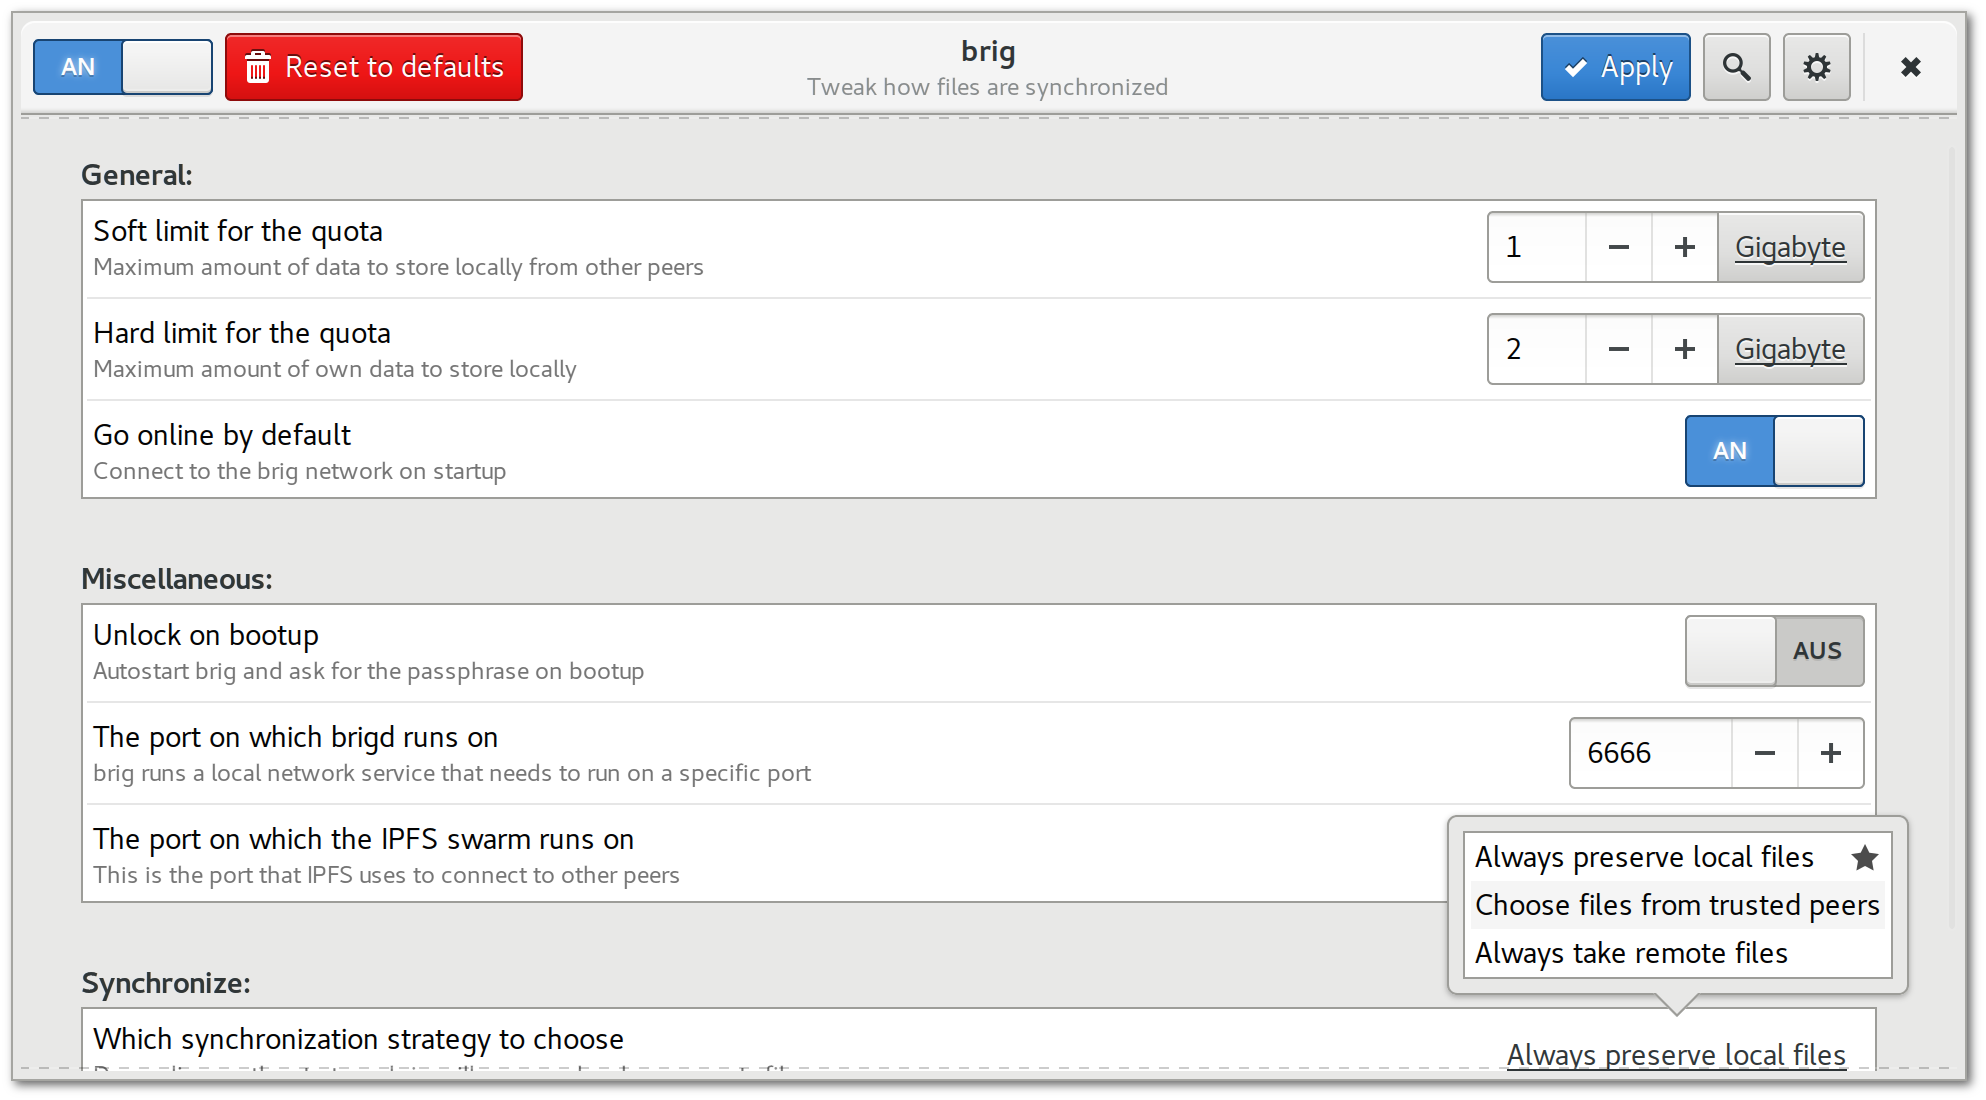 AN
Reset to defaults
brig
Tweak how files are synchronized
Apply
General:
Soft limit for the quota
Maximum amount of data to store locally from other peers
1
Gigabyte
Hard limit for the quota
Maximum amount of own data to store locally
2
Gigabyte
Go online by default
Connect to the brig network on startup
AN
Miscellaneous:
Unlock on bootup
Autostart brig and ask for the passphrase on bootup
AUS
The port on which brigd runs on
brig runs a local network service that needs to run on a specific port
6666
The port on which the IPFS swarm runs on
This is the port that IPFS uses to connect to other peers
Always preserve local files
Choose files from trusted peers
Always take remote files
Synchronize:
Which synchronization strategy to choose
Always preserve local files